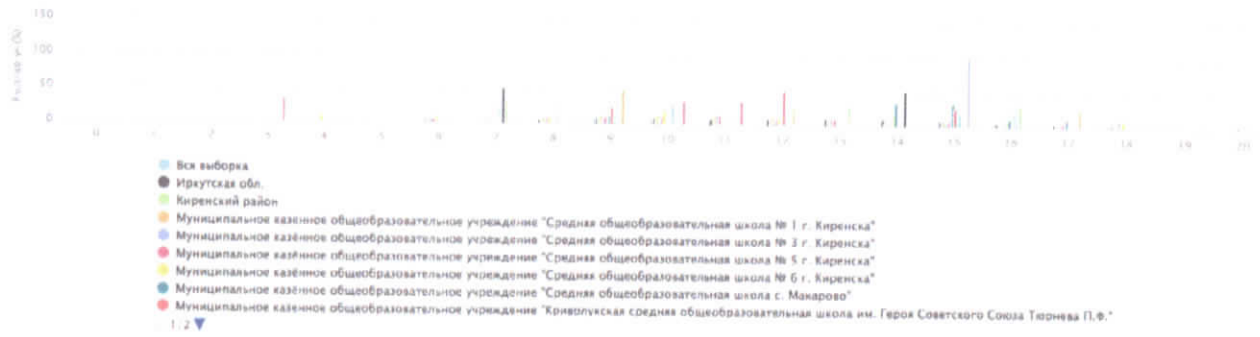 150
100
50
0
0 1 2 3 4 5 6 7 8 9 10 11 12 13 14 15 16 17 18 19 20
Вся выборка
Иркутская обл.
Киренский район
Муниципальное казенное общеобразовательное учреждение "Средняя общеобразовательная школа № 1 г. Киренска"
Муниципальное казённое общеобразовательное учреждение "Средняя общеобразовательная школа № 3 г. Киренска"
Муниципальное казённое общеобразовательное учреждение "Средняя общеобразовательная школа № 5 г. Киренска"
Муниципальное казённое общеобразовательное учреждение "Средняя общеобразовательная школа № 6 г. Киренска"
Муниципальное казённое общеобразовательное учреждение "Средняя общеобразовательная школа с. Макарово"
Муниципальное казенное общеобразовательное учреждение "Криволукская средняя общеобразовательная школа им. Героя Советского Союза Тюрнева П.Ф."
1/2